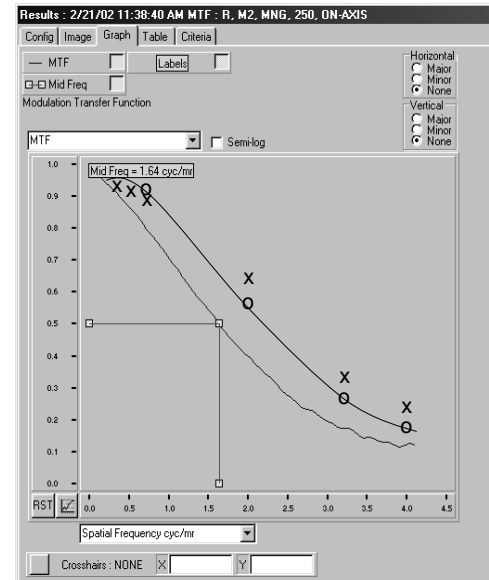 Results : 2/21/02 11:38:40 AM MTF : R, M2, MNG, 250, ON-AXIS
Config Image Graph Table Criteria
MTF Labels
Mid Freq
Modulation Transfer Function
Horizontal
Major
Minor
None
Vertical
Major
Minor
None
MTF Semi-log
Mid Freq = 1.64 cyc/mr
1.0
0.9
0.8
0.7
0.6
0.5
0.4
0.3
0.2
0.1
0.0
X X X O X
X O
X O
X O
RST 0.0 0.5 1.0 1.5 2.0 2.5 3.0 3.5 4.0 4.5
Spatial Frequency cyc/mr
Crosshairs : NONE X Y